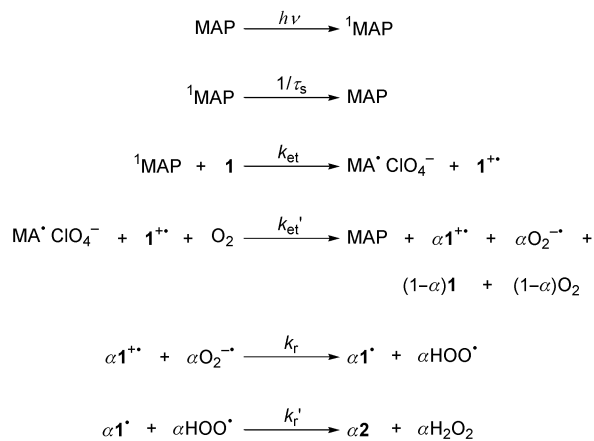 MAP hν ¹MAP
¹MAP 1/τs MAP
¹MAP + 1 ket MA• ClO₄⁻ + 1⁺•
MA• ClO₄⁻ + 1⁺• + O₂ ket' MAP + α1⁺• + αO₂⁻• +
(1–α)1 + (1–α)O₂
α1⁺• + αO₂⁻• kr α1• + αHOO•
α1• + αHOO• kr' α2 + αH₂O₂